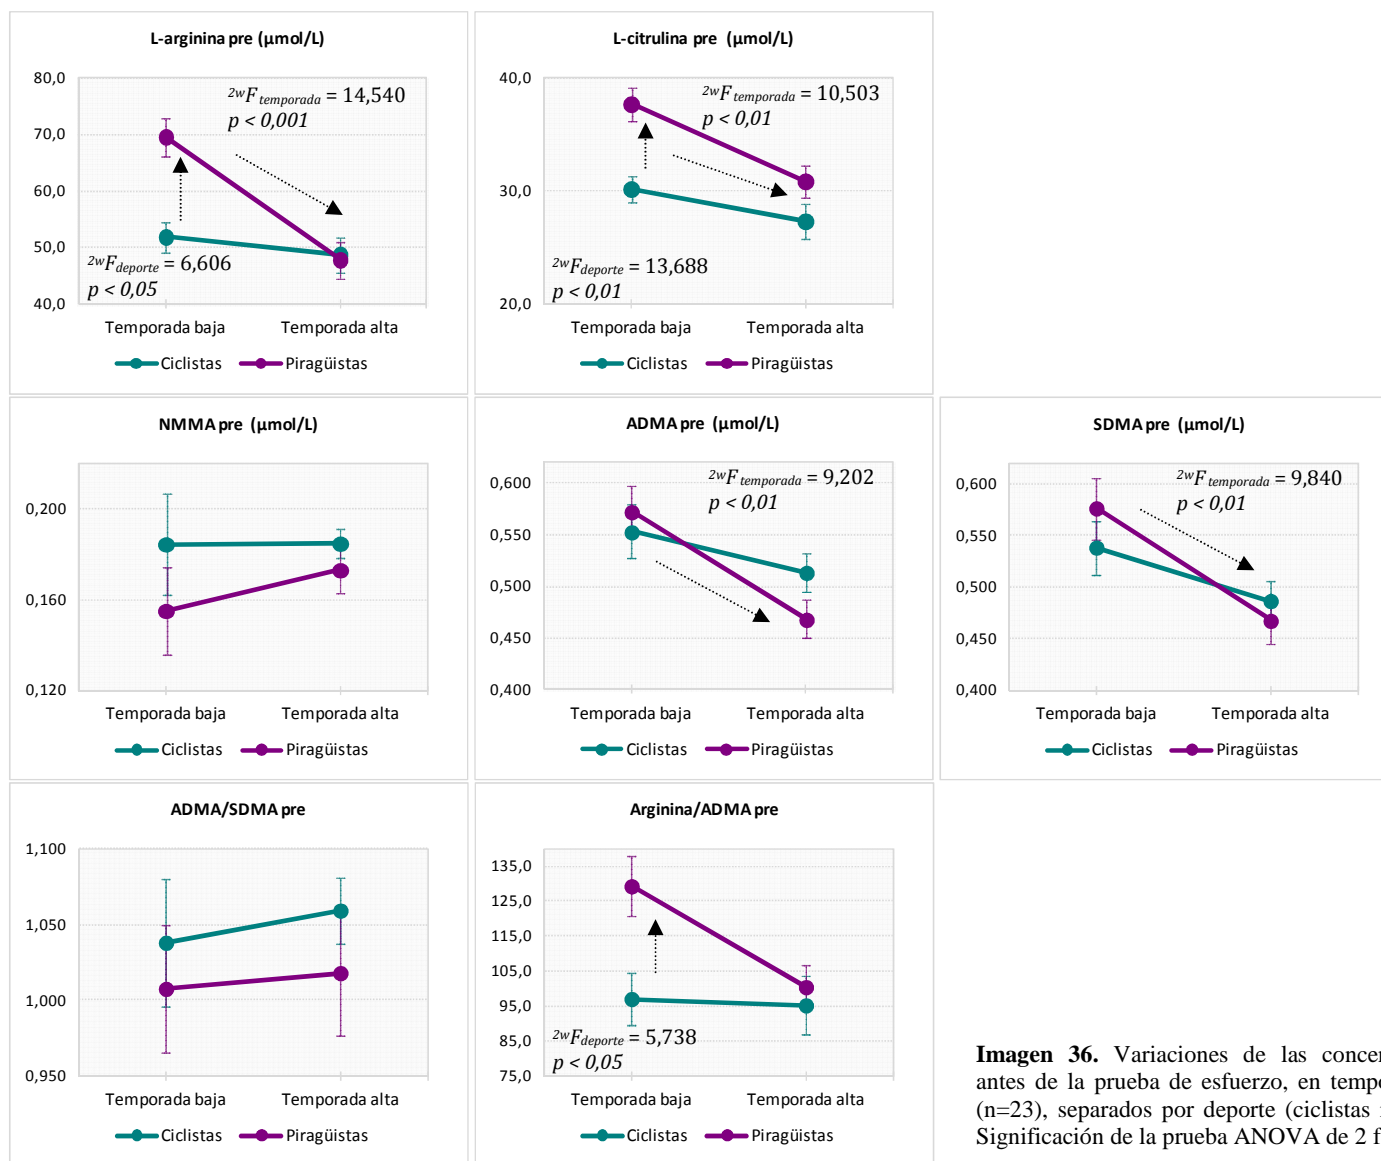 L-arginina pre (µmol/L)
80,0
70,0
60,0
50,0
40,0
2wF temporada = 14,540
p < 0,001
2wF deporte = 6,606
p < 0,05
Temporada baja Temporada alta
Ciclistas Piragüistas
L-citrulina pre (µmol/L)
40,0
30,0
20,0
2wF temporada = 10,503
p < 0,01
2wF deporte = 13,688
p < 0,01
Temporada baja Temporada alta
Ciclistas Piragüistas
NMMA pre (µmol/L)
0,200
0,160
0,120
Temporada baja Temporada alta
Ciclistas Piragüistas
ADMA pre (µmol/L)
0,600
0,550
0,500
0,450
0,400
2wF temporada = 9,202
p < 0,01
Temporada baja Temporada alta
Ciclistas Piragüistas
SDMA pre (µmol/L)
0,600
0,550
0,500
0,450
0,400
2wF temporada = 9,840
p < 0,01
Temporada baja Temporada alta
Ciclistas Piragüistas
ADMA/SDMA pre
1,100
1,050
1,000
0,950
Temporada baja Temporada alta
Ciclistas Piragüistas
Arginina/ADMA pre
135,0
125,0
115,0
105,0
95,0
85,0
75,0
2wF deporte = 5,738
p < 0,05
Temporada baja Temporada alta
Ciclistas Piragüistas
Imagen 36. Variaciones de las concen
antes de la prueba de esfuerzo, en tempo
(n=23), separados por deporte (ciclistas
Significación de la prueba ANOVA de 2 f